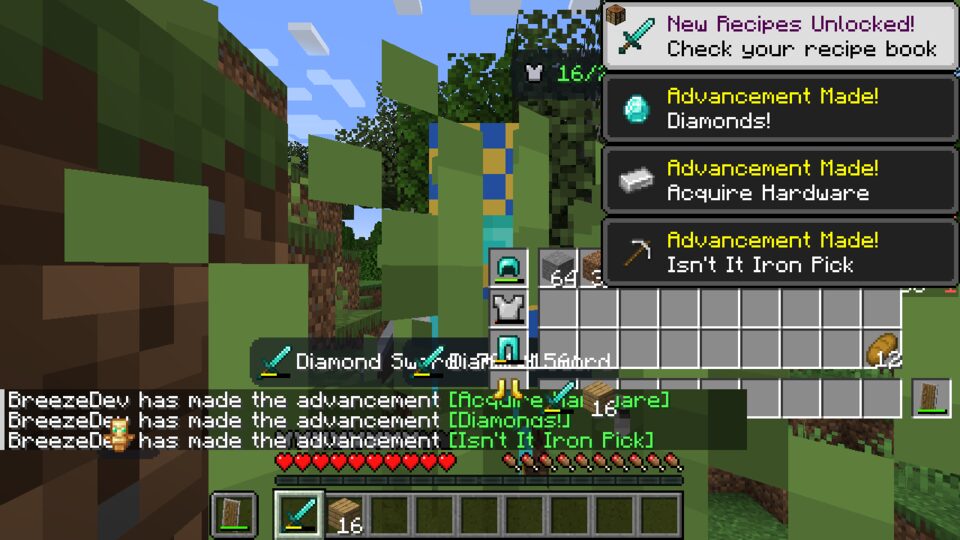 New Recipes Unlocked!
Check your recipe book
16/
Advancement Made!
Diamonds!
Advancement Made!
Acquire Hardware
Advancement Made!
Isn't It Iron Pick
64
12
Diamond
BreezeDev has made the advancement [Acquire Hardware]
16
BreezeDev has made the advancement [Diamonds!]
BreezeDev has made the advancement [Isn't It Iron Pick]
16